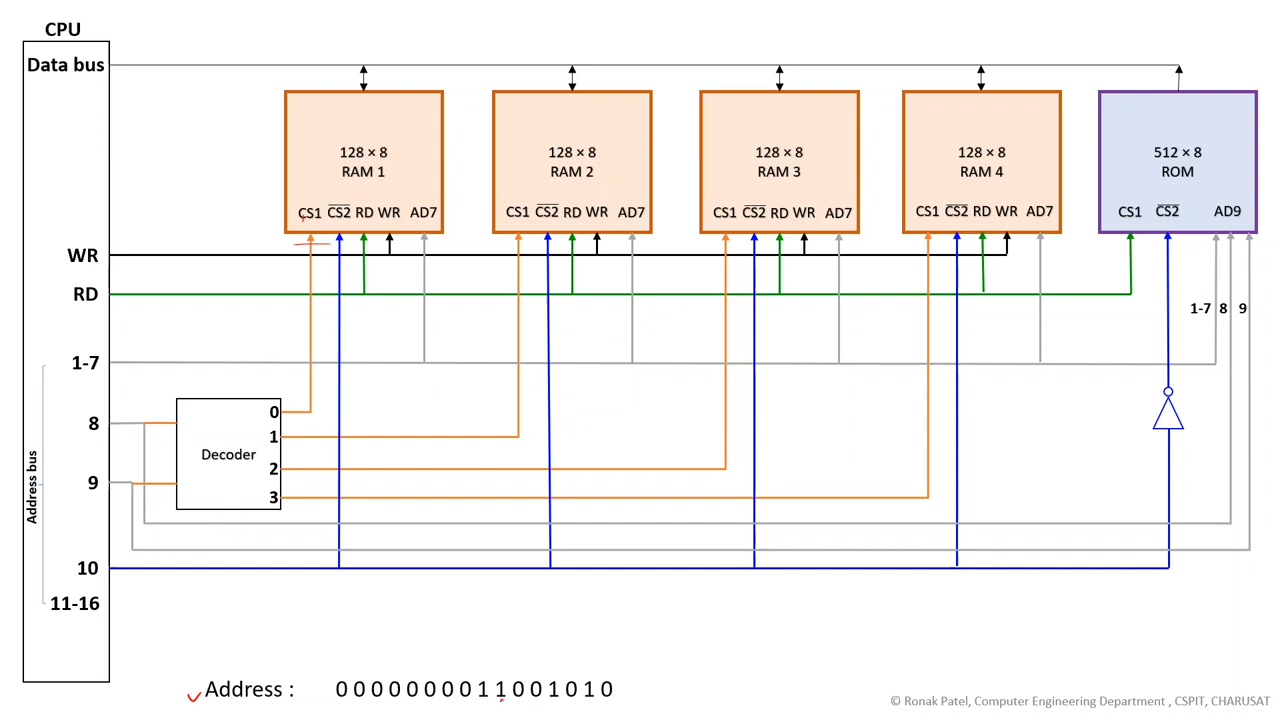 CPU
Data bus
128 × 8
RAM 1
CS1 CS2 RD WR AD7
128 × 8
RAM 2
CS1 CS2 RD WR AD7
128 × 8
RAM 3
CS1 CS2 RD WR AD7
128 × 8
RAM 4
CS1 CS2 RD WR AD7
512 × 8
ROM
CS1 CS2 AD9
WR
RD
1-7 8 9
1-7
8
9
10
11-16
Address bus
Decoder
0
1
2
3
Address : 0 0 0 0 0 0 0 0 1 1 0 0 1 0 1 0
© Ronak Patel, Computer Engineering Department , CSPIT, CHARUSAT